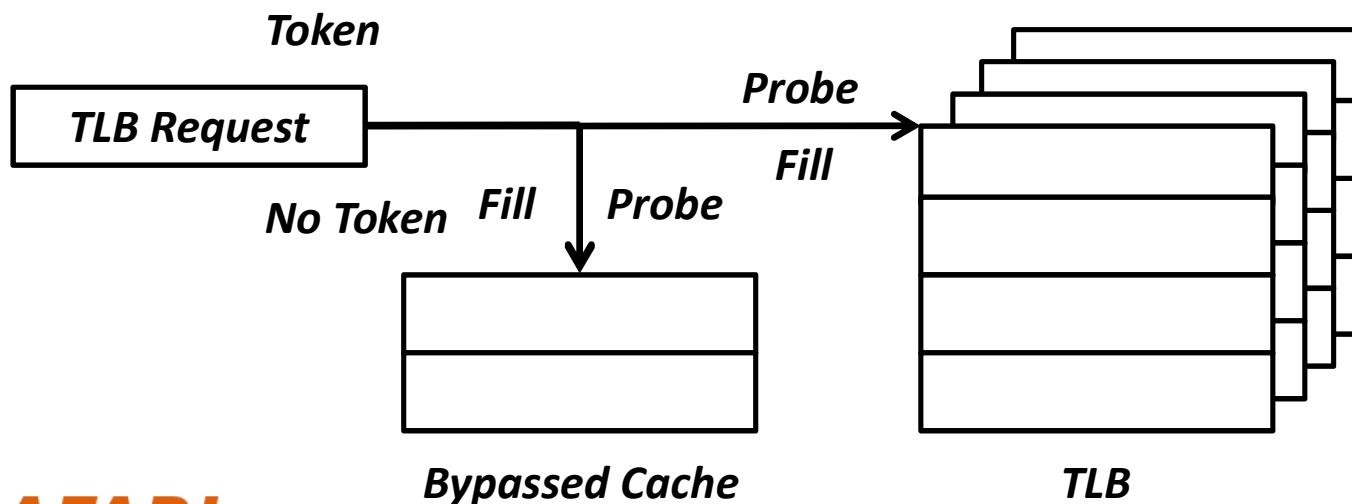 Token
TLB Request
Probe
Fill
No Token
Fill
Probe
Bypassed Cache
TLB